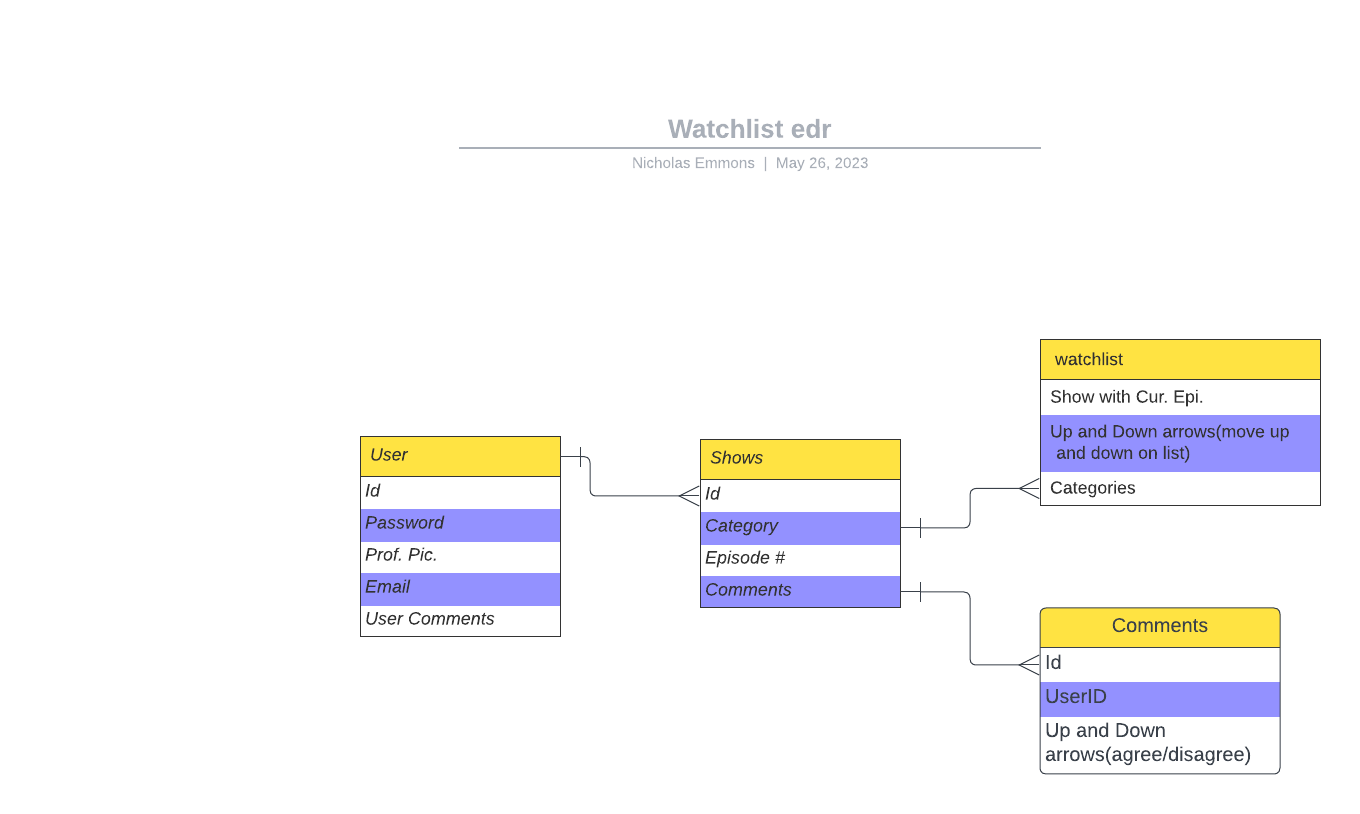 Watchlist edr
Nicholas Emmons | May 26, 2023
User
Id
Password
Prof. Pic.
Email
User Comments
Shows
Id
Category
Episode #
Comments
watchlist
Show with Cur. Epi.
Up and Down arrows(move up
and down on list)
Categories
Comments
Id
UserID
Up and Down
arrows(agree/disagree)